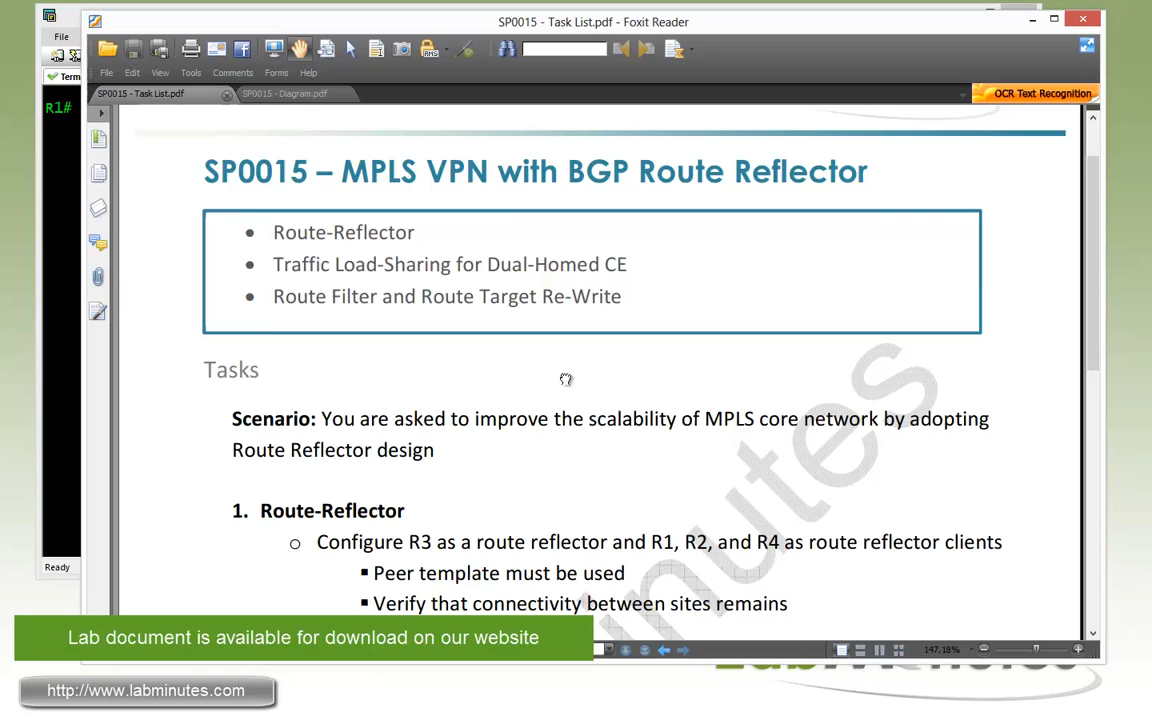 SP0015 - Task List.pdf - Foxit Reader
File
File Edit View Tools Comments Forms Help
Term
SP0015 - Task List.pdf
SP0015 - Diagram.pdf
OCR Text Recognition
R1#
SP0015 – MPLS VPN with BGP Route Reflector
• Route-Reflector
• Traffic Load-Sharing for Dual-Homed CE
• Route Filter and Route Target Re-Write
Tasks
Scenario: You are asked to improve the scalability of MPLS core network by adopting
Route Reflector design
1. Route-Reflector
o Configure R3 as a route reflector and R1, R2, and R4 as route reflector clients
▪ Peer template must be used
▪ Verify that connectivity between sites remains
Ready
Lab document is available for download on our website
147.18%
http://www.labminutes.com